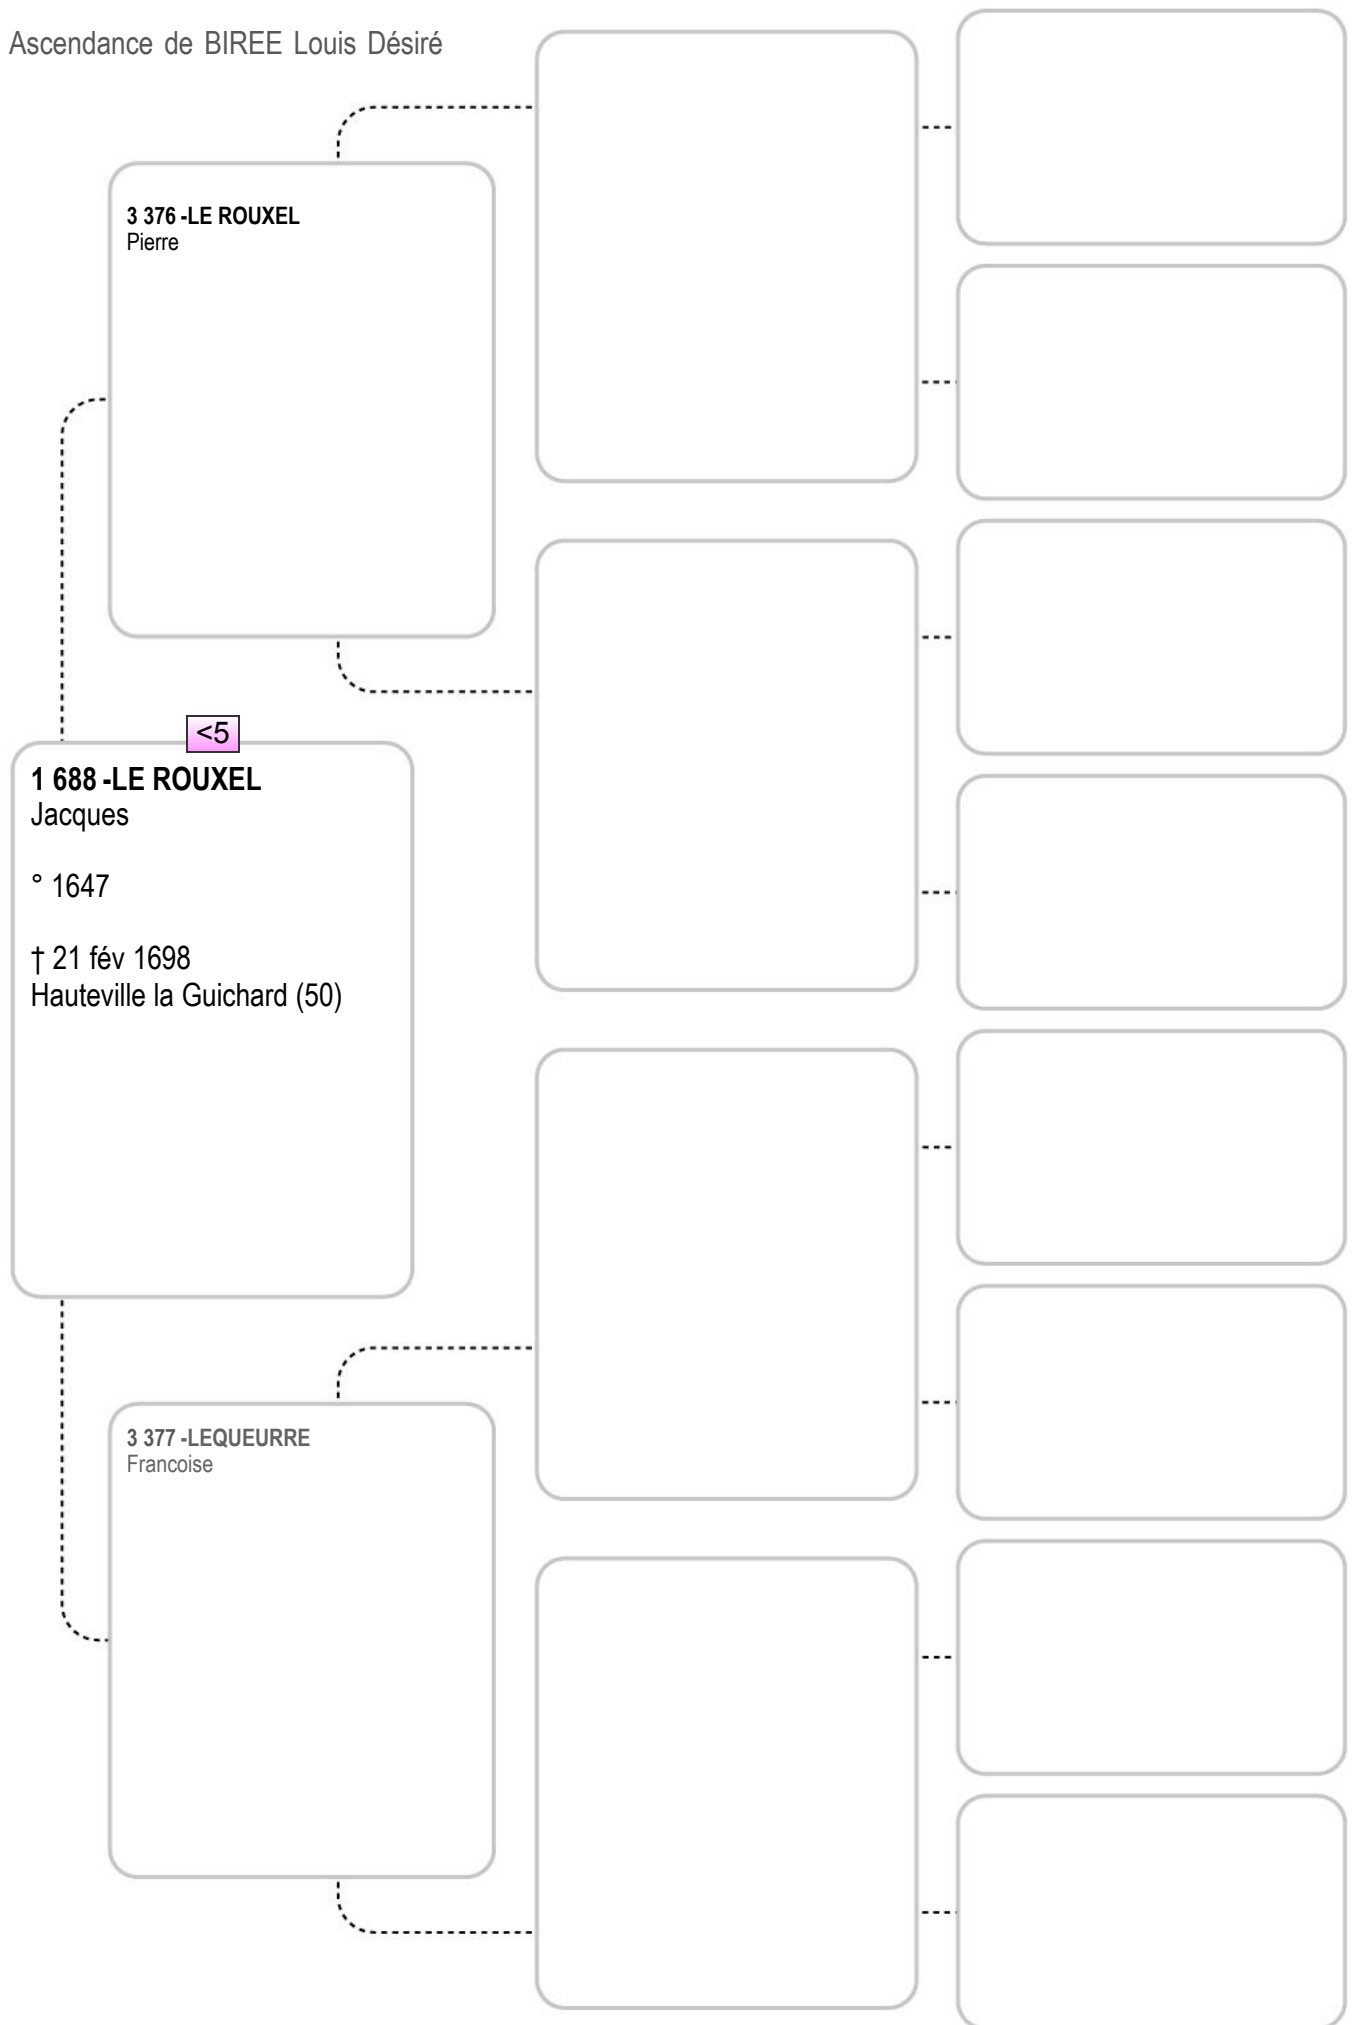 Ascendance de BIREE Louis Désiré
3 376 -LE ROUXEL
Pierre
<5
1 688 -LE ROUXEL
Jacques
° 1647
† 21 fév 1698
Hauteville la Guichard (50)
3 377 -LEQUEURRE
Francoise